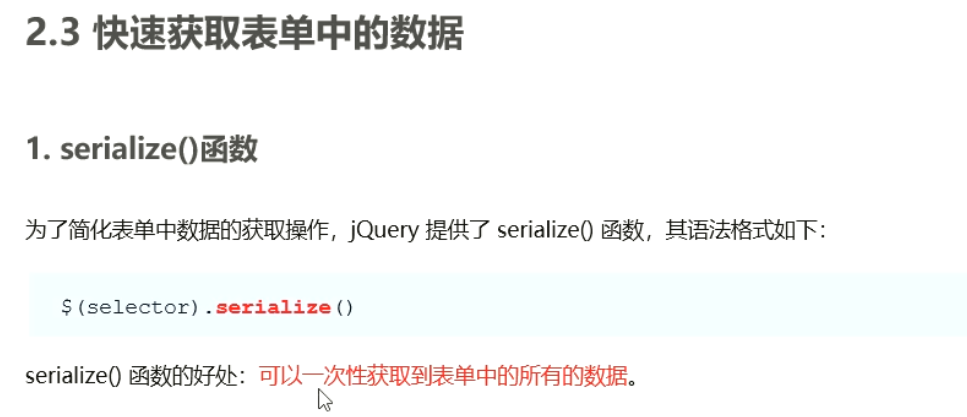 2.3 快速获取表单中的数据
1. serialize()函数
为了简化表单中数据的获取操作，jQuery 提供了 serialize() 函数，其语法格式如下：
$(selector).serialize()
serialize() 函数的好处：可以一次性获取到表单中的所有的数据。